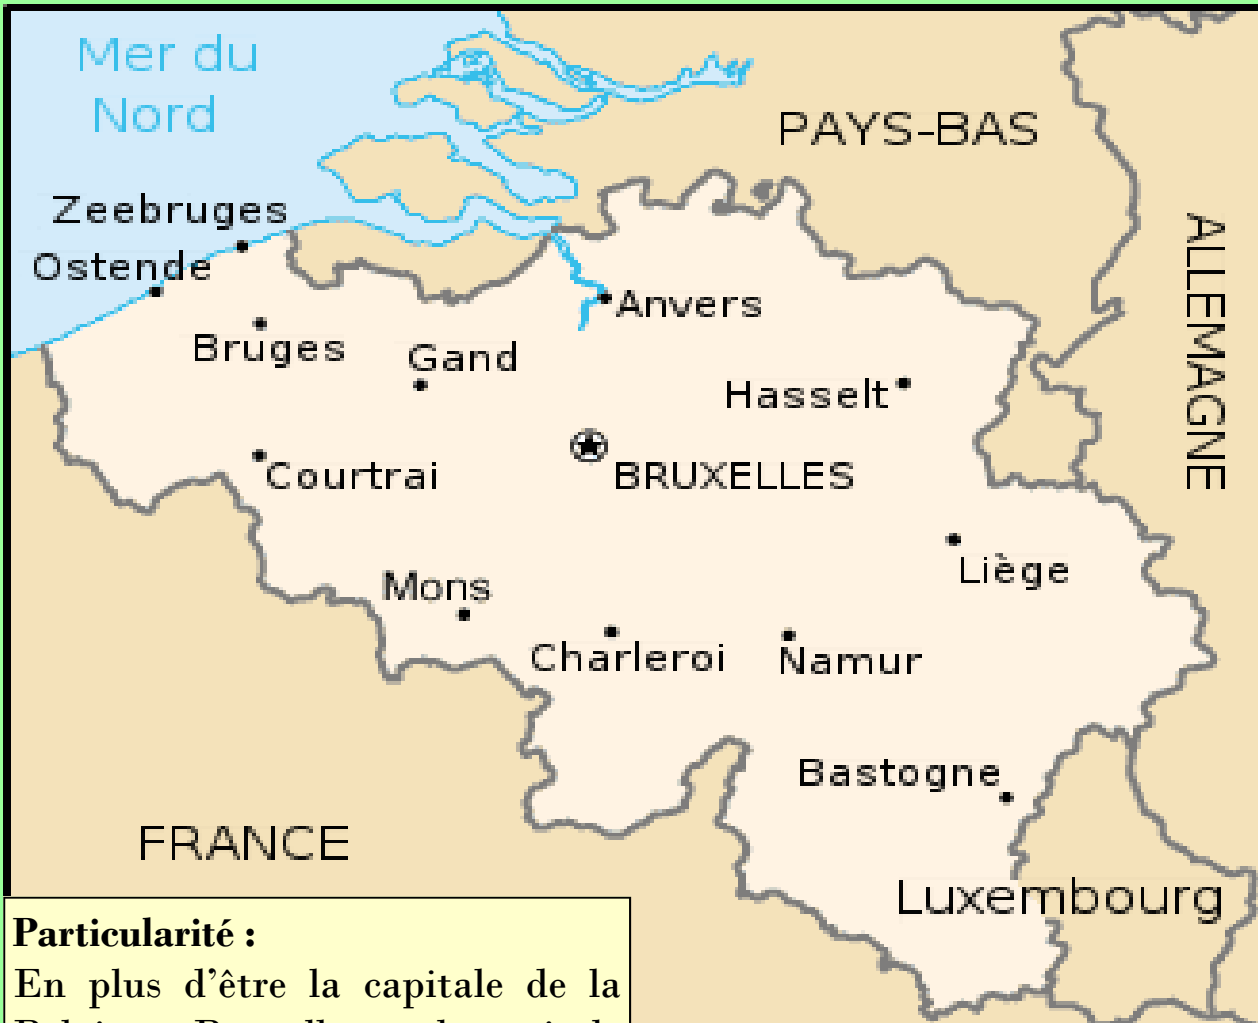 Mer du
Nord
PAYS-BAS
Zeebruges
Ostende
ALLEMAGNE
Anvers
Bruges
Gand
Hasselt
Courtrai
BRUXELLES
Liège
Mons
Charleroi
Namur
Bastogne
FRANCE
Luxembourg
Particularité :
En plus d’être la capitale de la